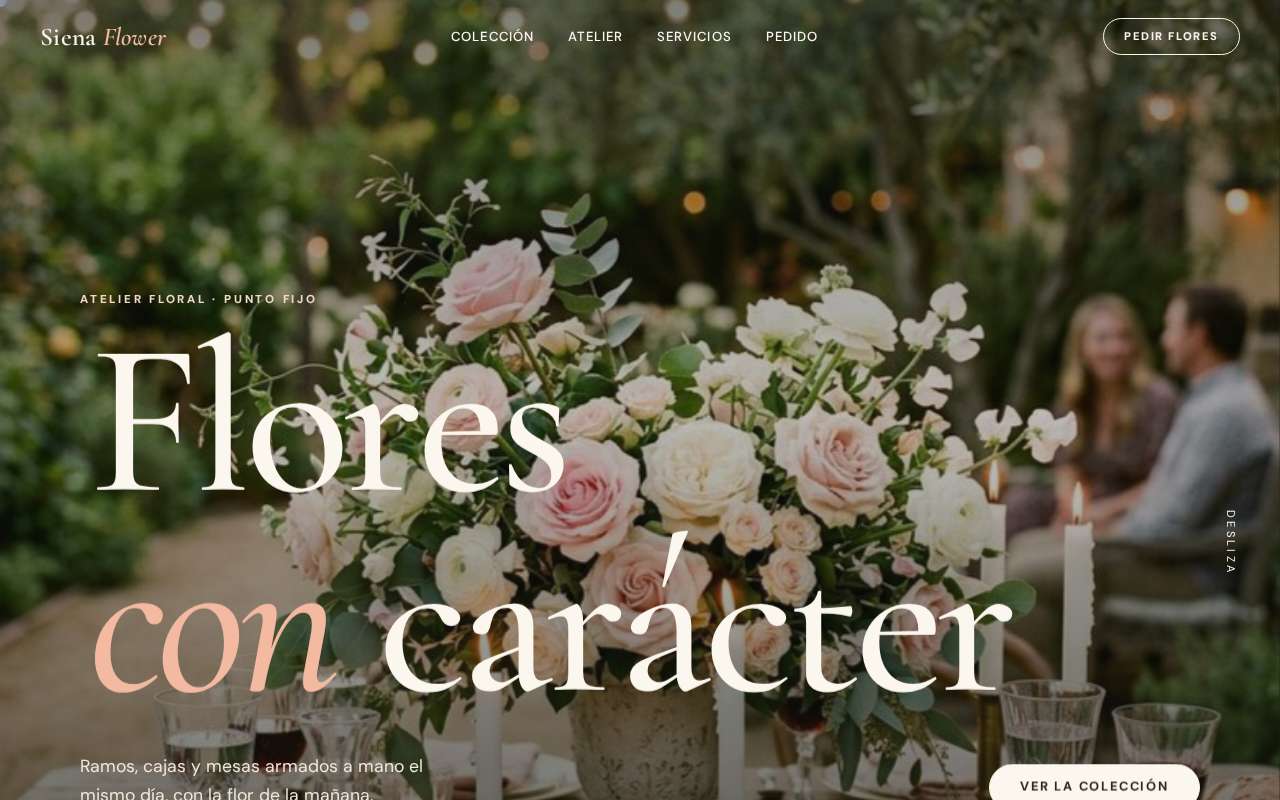 Siena Flower
COLECCIÓN
ATELIER
SERVICIOS
PEDIDO
PEDIR FLORES
ATELIER FLORAL · PUNTO FIJO
Flores
con carácter
DESLIZA
Ramos, cajas y mesas armados a mano el
mismo día, con la flor de la mañana.
VER LA COLECCIÓN